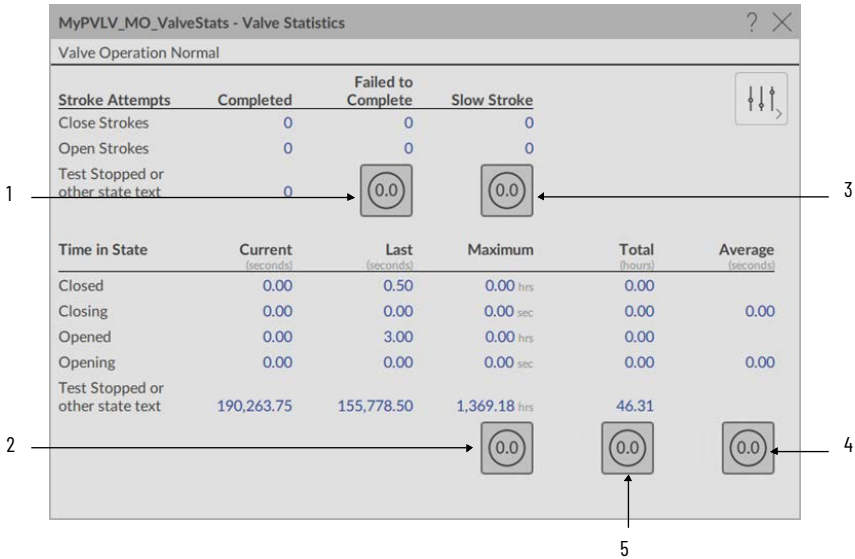 MyPVLV_MO_ValveStats - Valve Statistics ?
Valve Operation Normal
Stroke Attempts Completed Failed to Complete Slow Stroke
Close Strokes 0 0 0
Open Strokes 0 0 0
Test Stopped or
other state text 0
1 0.0 0.0 3
Time in State Current Last Maximum Total Average
(seconds) (seconds) (hours) (seconds)
Closed 0.00 0.50 0.00 hrs 0.00
Closing 0.00 0.00 0.00 sec 0.00 0.00
Opened 0.00 3.00 0.00 hrs 0.00
Opening 0.00 0.00 0.00 sec 0.00 0.00
Test Stopped or
other state text 190,263.75 155,778.50 1,369.18 hrs 46.31
2 0.0 0.0 0.0 4
5